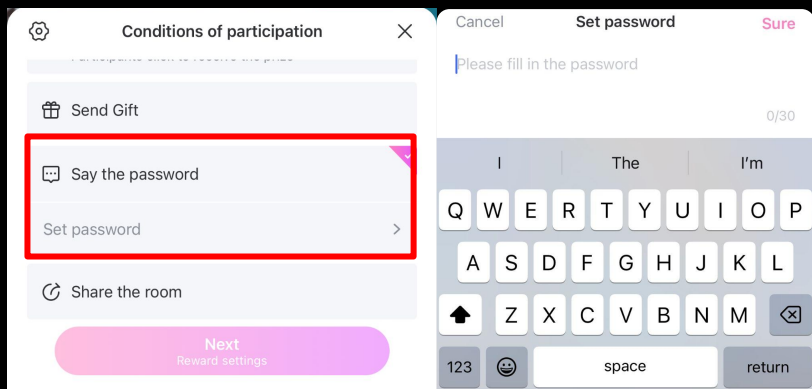 Conditions of participation
Send Gift
Say the password
Set password
Share the room
Next
Reward settings
Cancel
Set password
Sure
Please fill in the password
0/30
I The I'm
Q W E R T Y U I O P
A S D F G H J K L
Z X C V B N M
123 space return